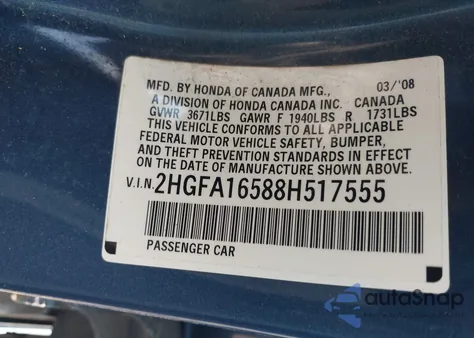 MFD. BY HONDA OF CANADA MFG., 03/'08
A DIVISION OF HONDA CANADA INC. CANADA
GVWR 3671LBS GAWR F 1940LBS R 1731LBS
THIS VEHICLE CONFORMS TO ALL APPLICABLE
FEDERAL MOTOR VEHICLE SAFETY, BUMPER,
AND THEFT PREVENTION STANDARDS IN EFFECT
ON THE DATE OF MANUFACTURE SHOWN ABOVE.
V.I.N. 2HGFA16588H517555
PASSENGER CAR
autoSnap